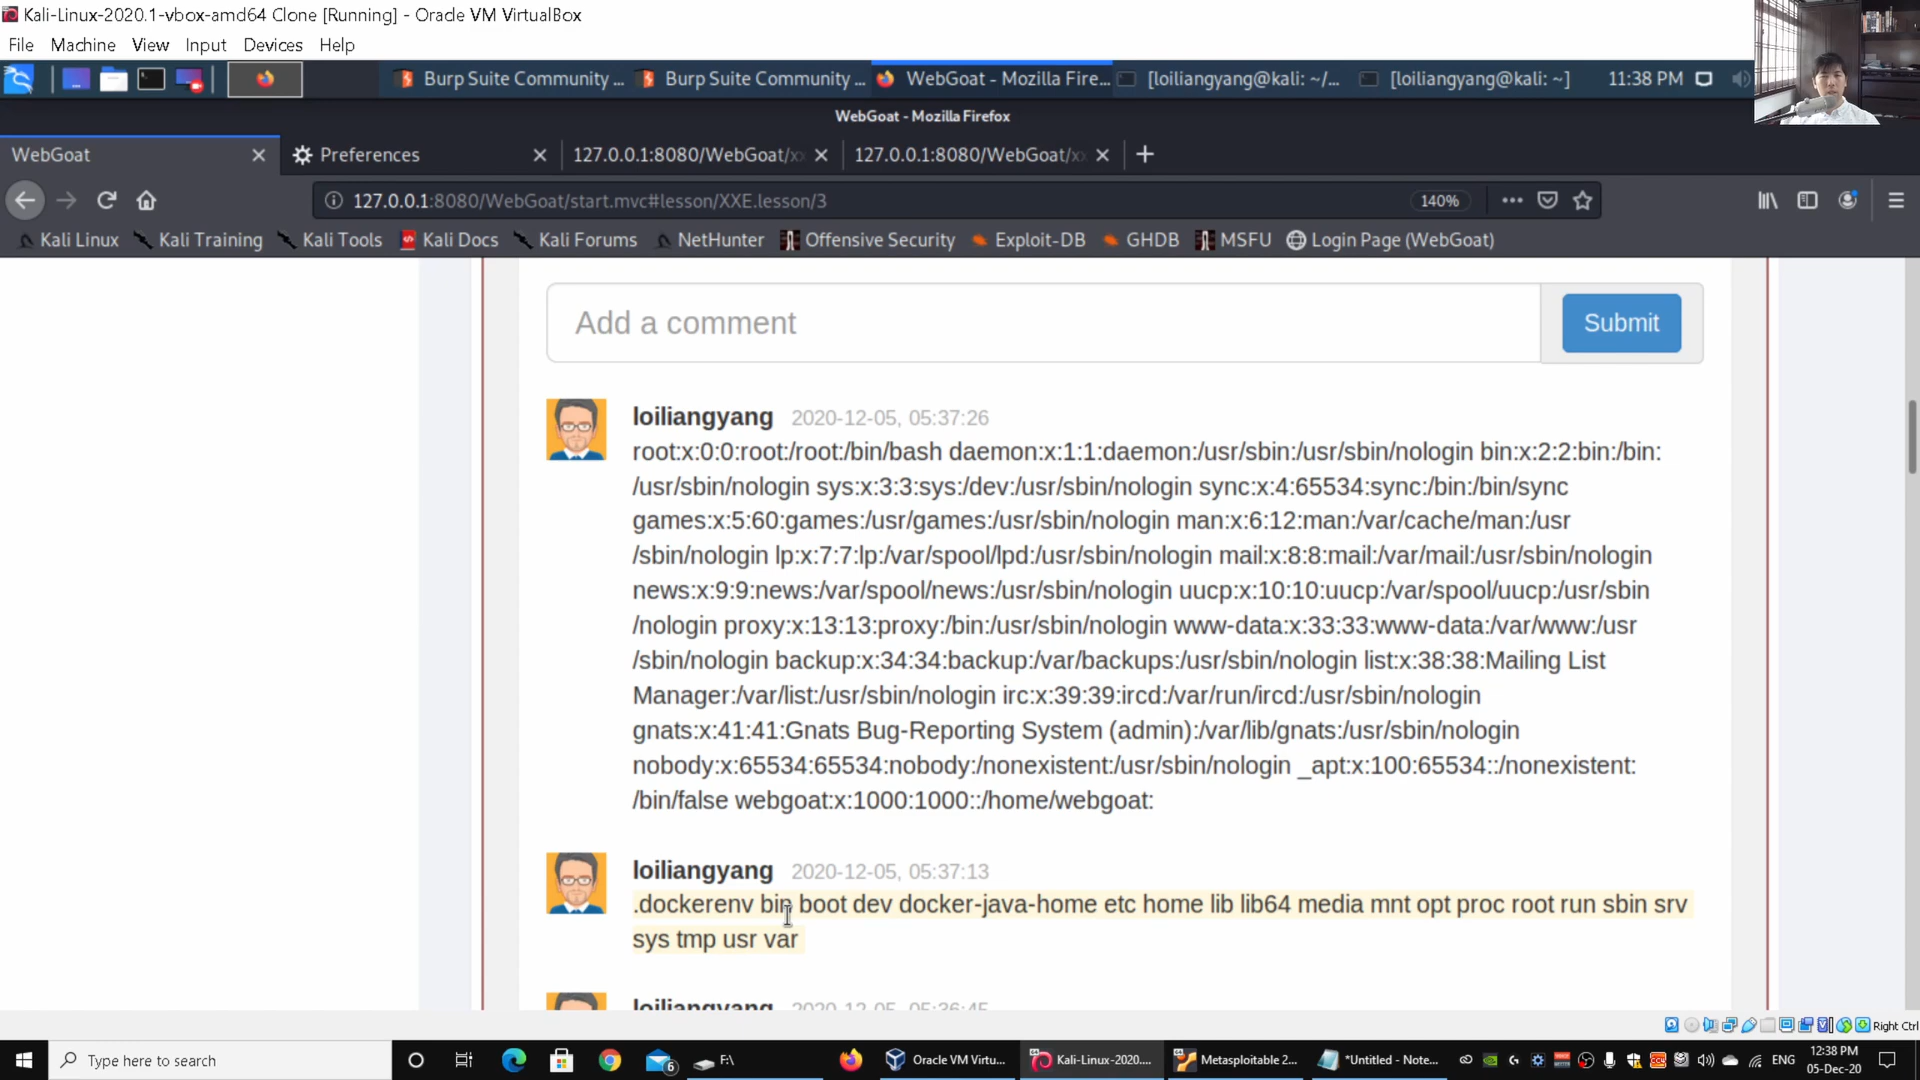 Kali-Linux-2020.1-vbox-amd64 Clone [Running] - Oracle VM VirtualBox
File Machine View Input Devices Help
Burp Suite Community ... Burp Suite Community ... WebGoat - Mozilla Fire... [loiliangyang@kali: ~/... [loiliangyang@kali: ~] 11:38 PM
WebGoat - Mozilla Firefox
WebGoat Preferences 127.0.0.1:8080/WebGoat/xx 127.0.0.1:8080/WebGoat/xx
127.0.0.1:8080/WebGoat/start.mvc#lesson/XXE.lesson/3 140%
Kali Linux Kali Training Kali Tools Kali Docs Kali Forums NetHunter Offensive Security Exploit-DB GHDB MSFU Login Page (WebGoat)
Add a comment Submit
loiliangyang 2020-12-05, 05:37:26
root:x:0:0:root:/root:/bin/bash daemon:x:1:1:daemon:/usr/sbin:/usr/sbin/nologin bin:x:2:2:bin:/bin:
/usr/sbin/nologin sys:x:3:3:sys:/dev:/usr/sbin/nologin sync:x:4:65534:sync:/bin:/bin/sync
games:x:5:60:games:/usr/games:/usr/sbin/nologin man:x:6:12:man:/var/cache/man:/usr
/sbin/nologin lp:x:7:7:lp:/var/spool/lpd:/usr/sbin/nologin mail:x:8:8:mail:/var/mail:/usr/sbin/nologin
news:x:9:9:news:/var/spool/news:/usr/sbin/nologin uucp:x:10:10:uucp:/var/spool/uucp:/usr/sbin
/nologin proxy:x:13:13:proxy:/bin:/usr/sbin/nologin www-data:x:33:33:www-data:/var/www:/usr
/sbin/nologin backup:x:34:34:backup:/var/backups:/usr/sbin/nologin list:x:38:38:Mailing List
Manager:/var/list:/usr/sbin/nologin irc:x:39:39:ircd:/var/run/ircd:/usr/sbin/nologin
gnats:x:41:41:Gnats Bug-Reporting System (admin):/var/lib/gnats:/usr/sbin/nologin
nobody:x:65534:65534:nobody:/nonexistent:/usr/sbin/nologin _apt:x:100:65534::/nonexistent:
/bin/false webgoat:x:1000:1000::/home/webgoat:
loiliangyang 2020-12-05, 05:37:13
.dockerenv bin boot dev docker-java-home etc home lib lib64 media mnt opt proc root run sbin srv
sys tmp usr var
loiliangyang 2020-12-05, 05:36:45
Right Ctrl
Type here to search 6 F:\ Oracle VM Virtu... Kali-Linux-2020.... Metasploitable 2... *Untitled - Note... ENG 12:38 PM
05-Dec-20